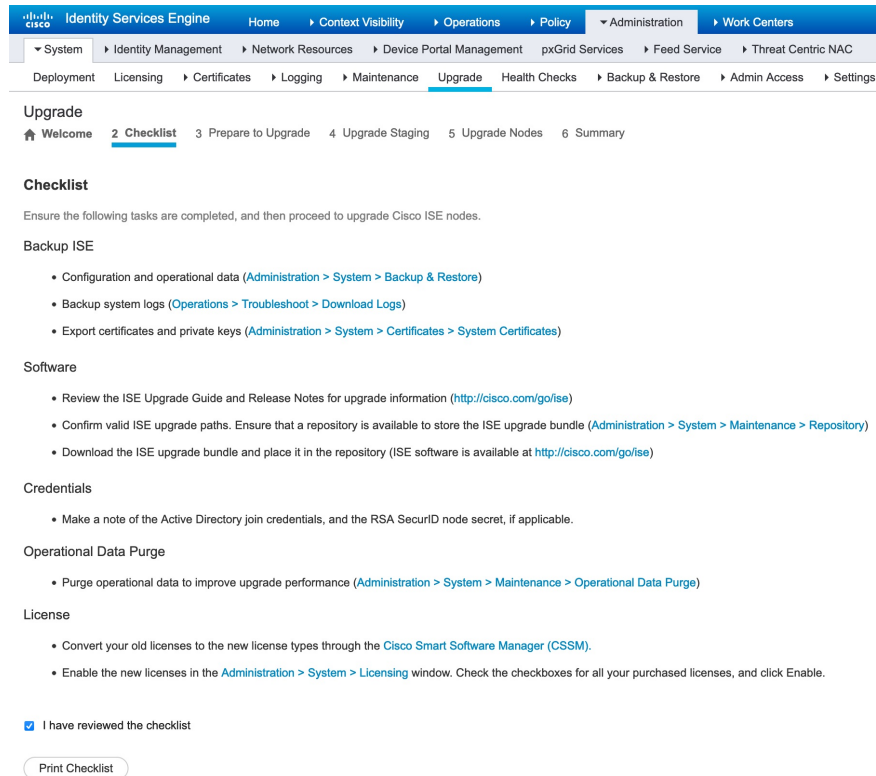 CISCO Identity Services Engine Home Context Visibility Operations Policy Administration Work Centers
System Identity Management Network Resources Device Portal Management pxGrid Services Feed Service Threat Centric NAC
Deployment Licensing Certificates Logging Maintenance Upgrade Health Checks Backup & Restore Admin Access Settings
Upgrade
Welcome 2 Checklist 3 Prepare to Upgrade 4 Upgrade Staging 5 Upgrade Nodes 6 Summary
Checklist
Ensure the following tasks are completed, and then proceed to upgrade Cisco ISE nodes.
Backup ISE
• Configuration and operational data (Administration > System > Backup & Restore)
• Backup system logs (Operations > Troubleshoot > Download Logs)
• Export certificates and private keys (Administration > System > Certificates > System Certificates)
Software
• Review the ISE Upgrade Guide and Release Notes for upgrade information (http://cisco.com/go/ise)
• Confirm valid ISE upgrade paths. Ensure that a repository is available to store the ISE upgrade bundle (Administration > System > Maintenance > Repository)
• Download the ISE upgrade bundle and place it in the repository (ISE software is available at http://cisco.com/go/ise)
Credentials
• Make a note of the Active Directory join credentials, and the RSA SecurID node secret, if applicable.
Operational Data Purge
• Purge operational data to improve upgrade performance (Administration > System > Maintenance > Operational Data Purge)
License
• Convert your old licenses to the new license types through the Cisco Smart Software Manager (CSSM).
• Enable the new licenses in the Administration > System > Licensing window. Check the checkboxes for all your purchased licenses, and click Enable.
I have reviewed the checklist
Print Checklist